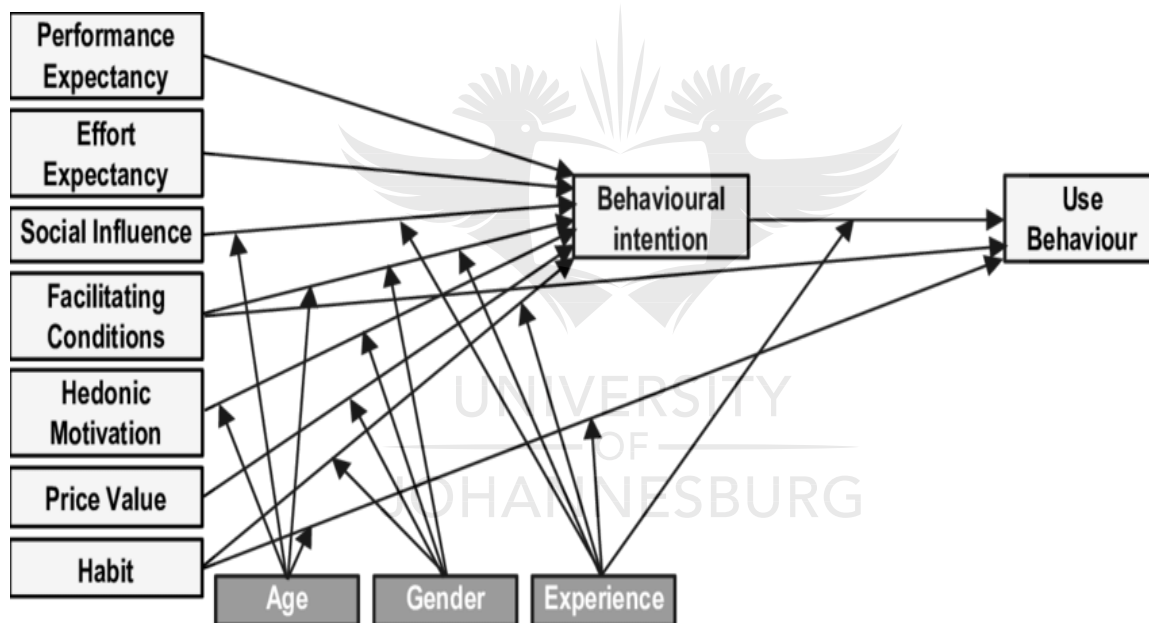 Performance
Expectancy
Effort
Expectancy
Social Influence
Facilitating
Conditions
Hedonic
Motivation
Price Value
Habit
Behavioural
intention
Use
Behaviour
Age
Gender
Experience
UNIVERSITY
OF
JOHANNESBURG